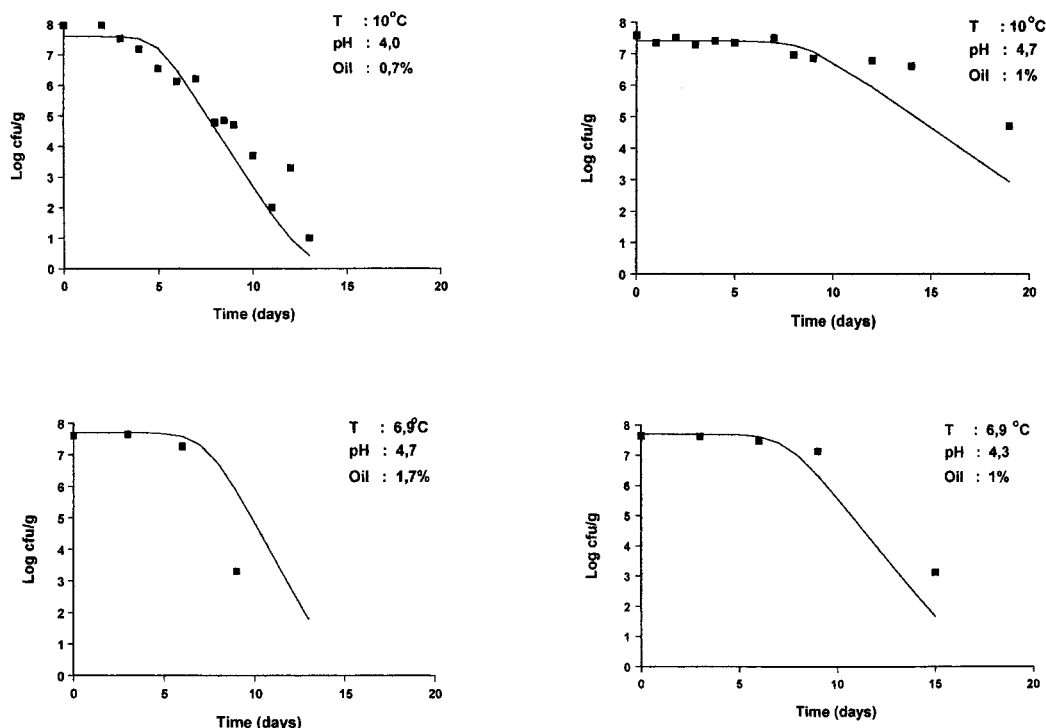 T : 10°C
pH : 4,0
Oil : 0,7%
Log cfu/g
8
7
6
5
4
3
2
1
0
0 5 10 15 20
Time (days)
T : 10°C
pH : 4,7
Oil : 1%
Log cfu/g
8
7
6
5
4
3
2
1
0
0 5 10 15 20
Time (days)
T : 6,9°C
pH : 4,7
Oil : 1,7%
Log cfu/g
8
7
6
5
4
3
2
1
0
0 5 10 15 20
Time (days)
T : 6,9 °C
pH : 4,3
Oil : 1%
Log cfu/g
8
7
6
5
4
3
2
1
0
0 5 10 15 20
Time (days)